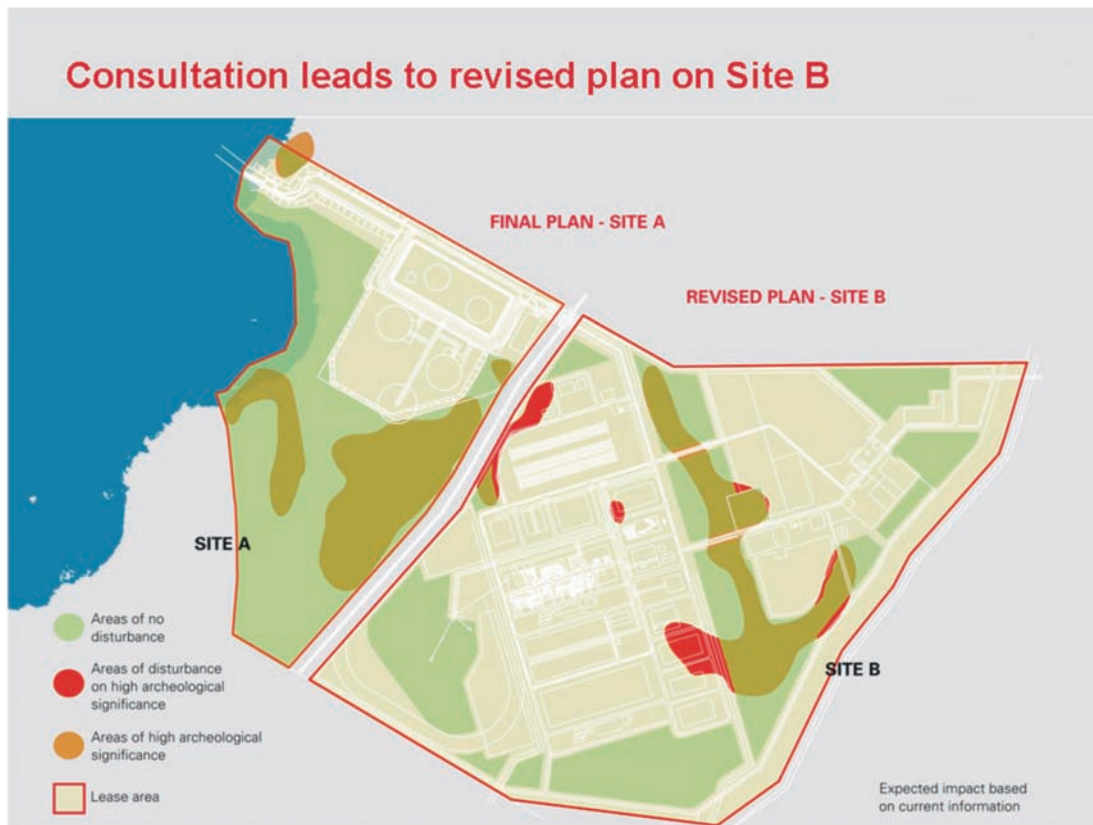 Consultation leads to revised plan on Site B
FINAL PLAN - SITE A
REVISED PLAN - SITE B
SITE A
SITE B
Areas of no
disturbance
Areas of disturbance
on high archeological
significance
Areas of high archeological
significance
Lease area
Expected impact based
on current information